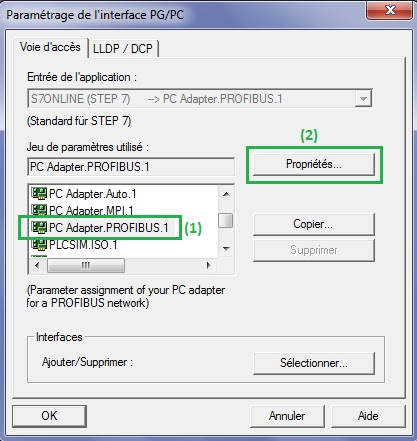 Paramétrage de l'interface PG/PC
Voie d'accès
LLDP / DCP
Entrée de l'application :
S7ONLINE (STEP 7) --> PC Adapter.PROFIBUS.1
(Standard für STEP 7)
(2)
Jeu de paramètres utilisé :
PC Adapter.PROFIBUS.1
Propriétés...
PC Adapter.Auto.1
PC Adapter.MPI.1
PC Adapter.PROFIBUS.1
(1)
PLCSIM.ISO.1
Copier...
Supprimer
(Parameter assignment of your PC adapter
for a PROFIBUS network)
Interfaces
Ajouter/Supprimer :
Sélectionner...
OK
Annuler
Aide